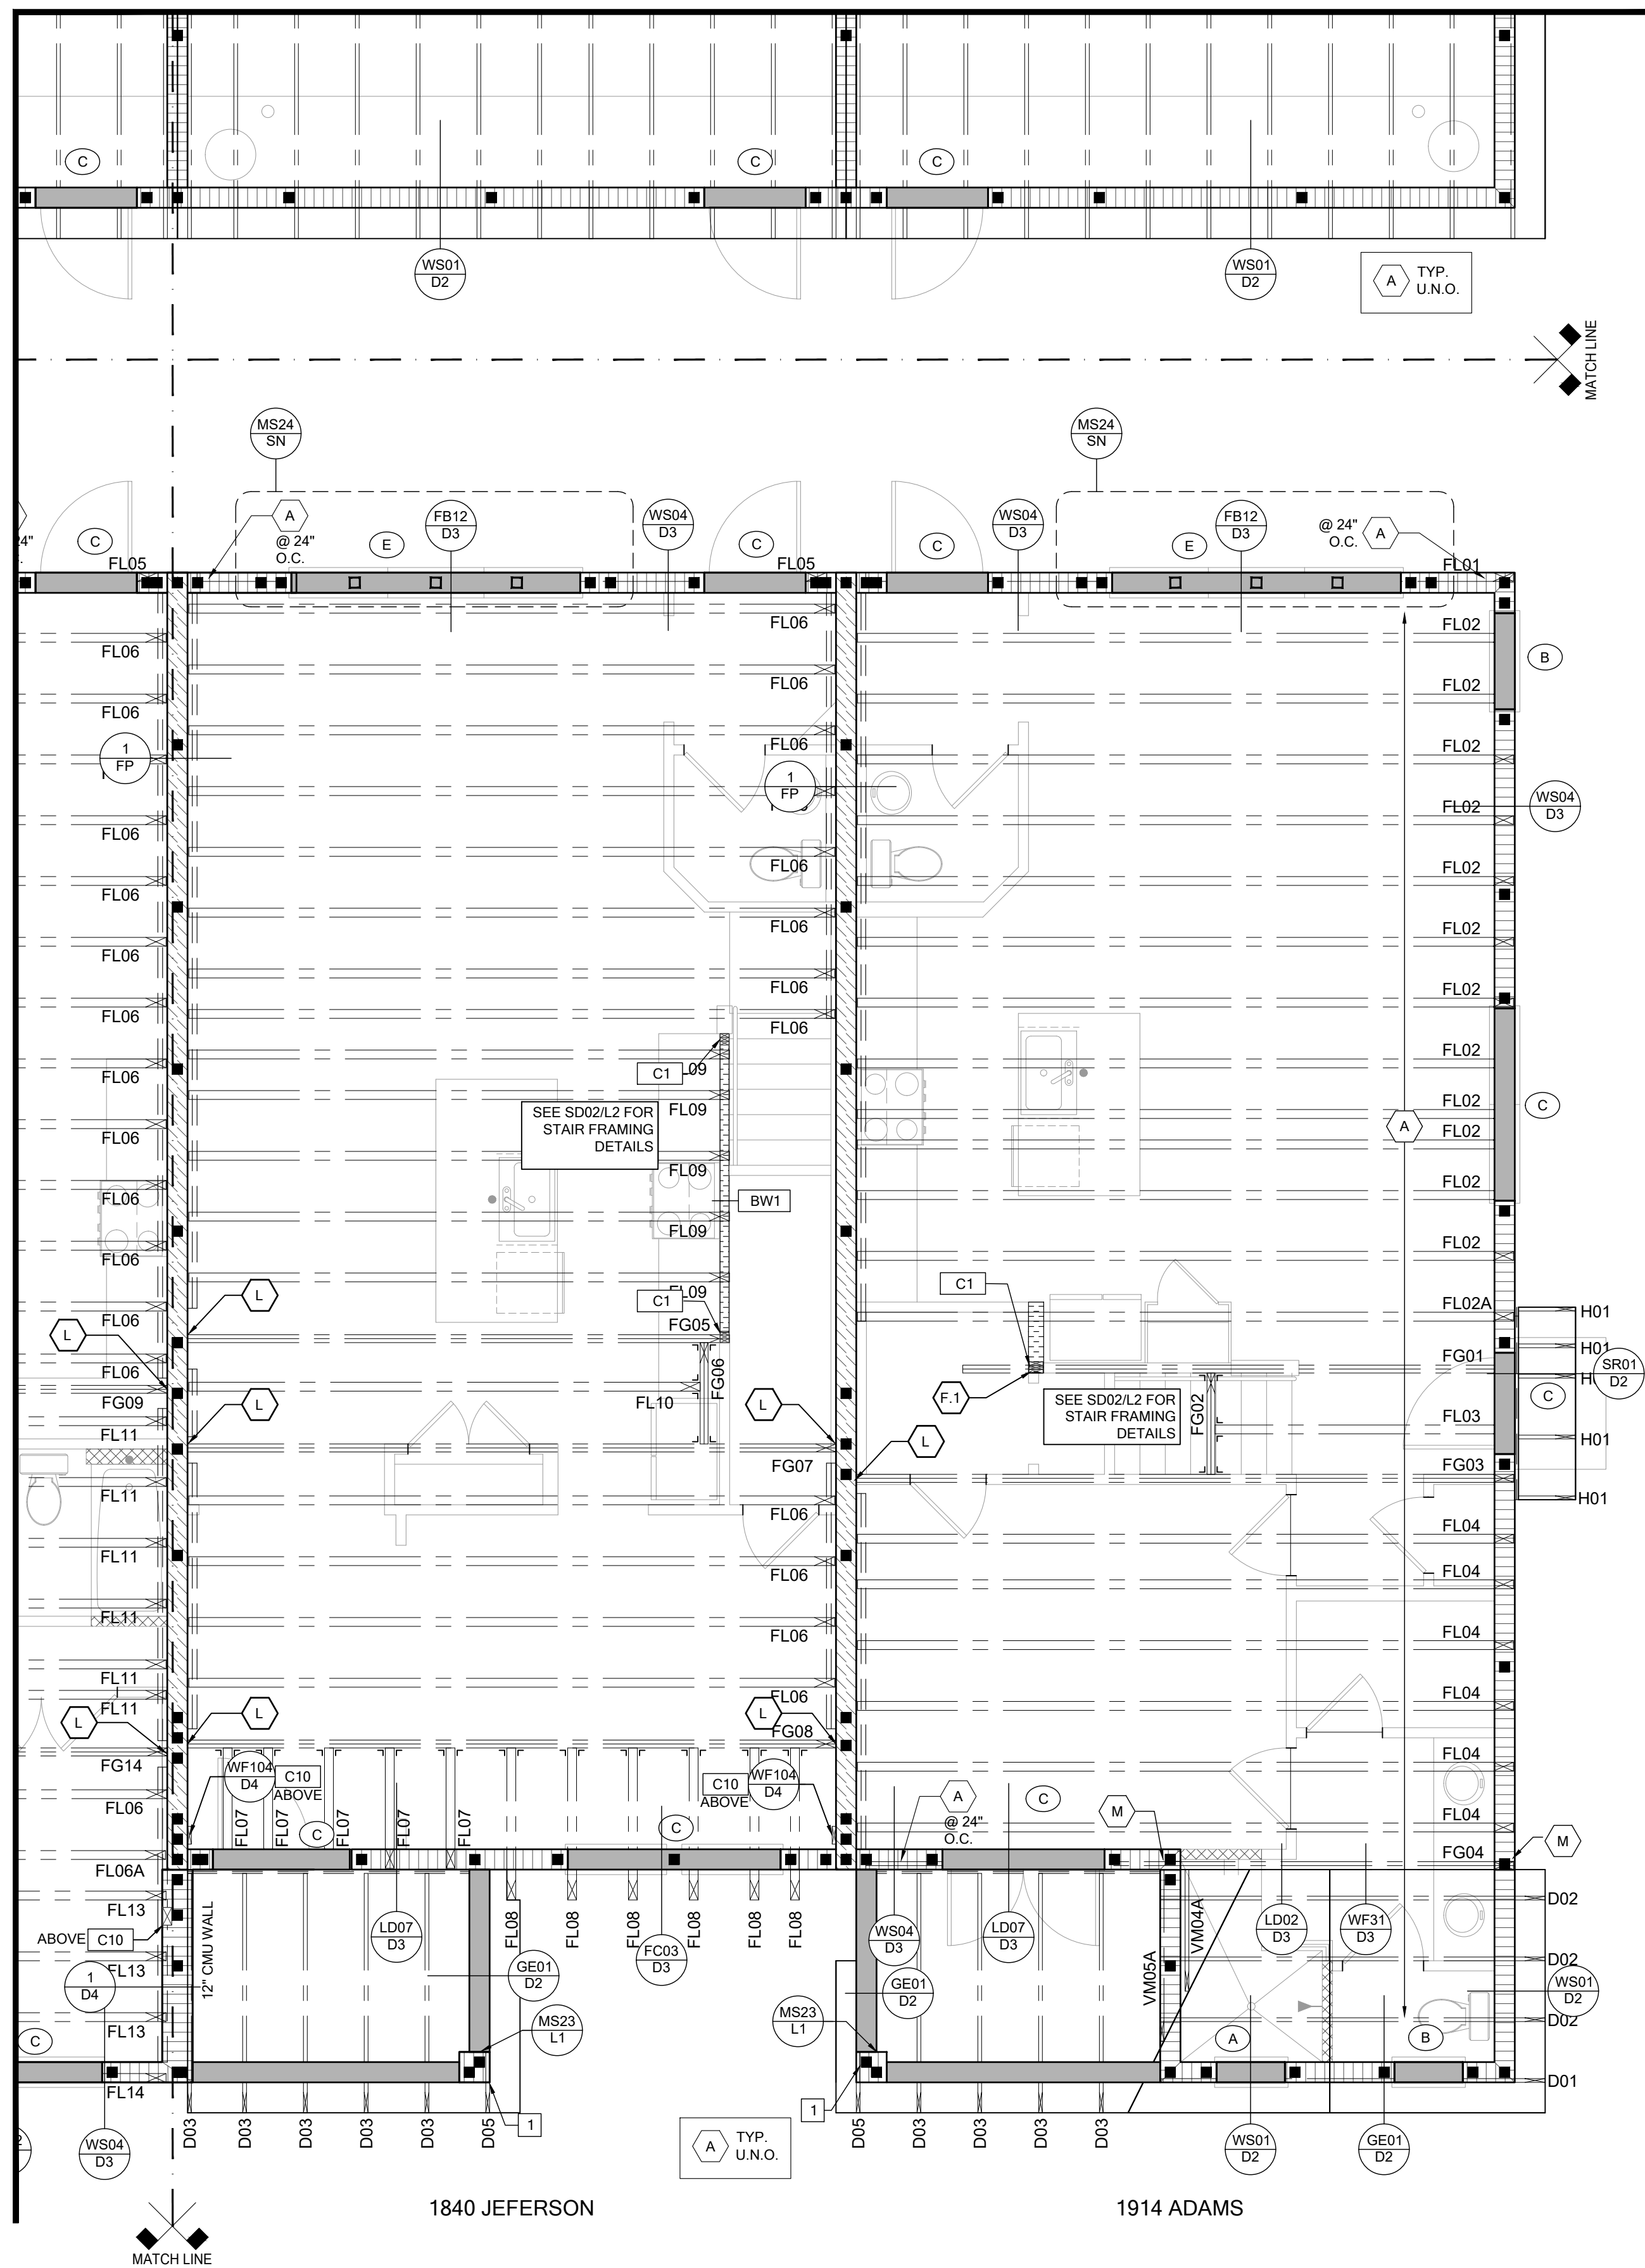 C
C
C
WS01
D2
WS01
D2
A
TYP.
U.N.O.
MATCH LINE
MS24
SN
MS24
SN
24"
C
FL05
A
@ 24"
O.C.
E
FB12
D3
WS04
D3
C
FL05
WS04
D3
C
FB12
D3
E
@ 24"
O.C.
A
FL01
FL06
FL06
FL02
B
FL06
FL06
FL02
1
FP
FL06
FL02
1
FP
FL02
WS04
D3
FL06
FL06
FL02
FL06
FL06
FL02
FL06
FL06
FL02
FL06
FL06
C1
FL09
FL02
FL06
SEE SD02/L2 FOR
STAIR FRAMING
DETAILS
FL09
FL02
C
FL06
A
FL02
FL09
FL02
FL06
BW1
FL09
FL02
FL06
C1
FL09
FL02A
H01
L
FL06
L
FG05
C1
H01
FL06
FG06
FG01
SR01
D2
FG09
L
FL10
L
F.1
SEE SD02/L2 FOR
STAIR FRAMING
DETAILS
FG02
C
FL03
FL11
L
H01
FG07
FG03
FL11
H01
FL06
FL04
FL11
FL06
FL04
FL11
FL06
FL04
FL11
FL06
FL04
FL11
L
L
L
FG08
FG14
WF104
D4
C10
ABOVE
C10
ABOVE
WF104
D4
FL04
FL06
FL07
FL07
FL07
FL07
FL07
C
C
A
@ 24"
O.C.
C
M
FL04
M
FL06A
FG04
FL13
ABOVE
C10
12" CMU WALL
LD07
D3
FL08
FL08
FL08
FL08
FL08
FL08
FC03
D3
WS04
D3
LD07
D3
VM04A
LD02
D3
WF31
D3
D02
FL13
1
D4
GE01
D2
GE01
D2
VM05A
D02
WS01
D2
FL13
MS23
L1
MS23
L1
D02
C
A
B
FL14
D01
WS04
D3
D03
D03
D03
D03
D03
D05
1
A
TYP.
U.N.O.
1
D05
D03
D03
D03
D03
WS01
D2
GE01
D2
1840 JEFERSON
1914 ADAMS
MATCH LINE